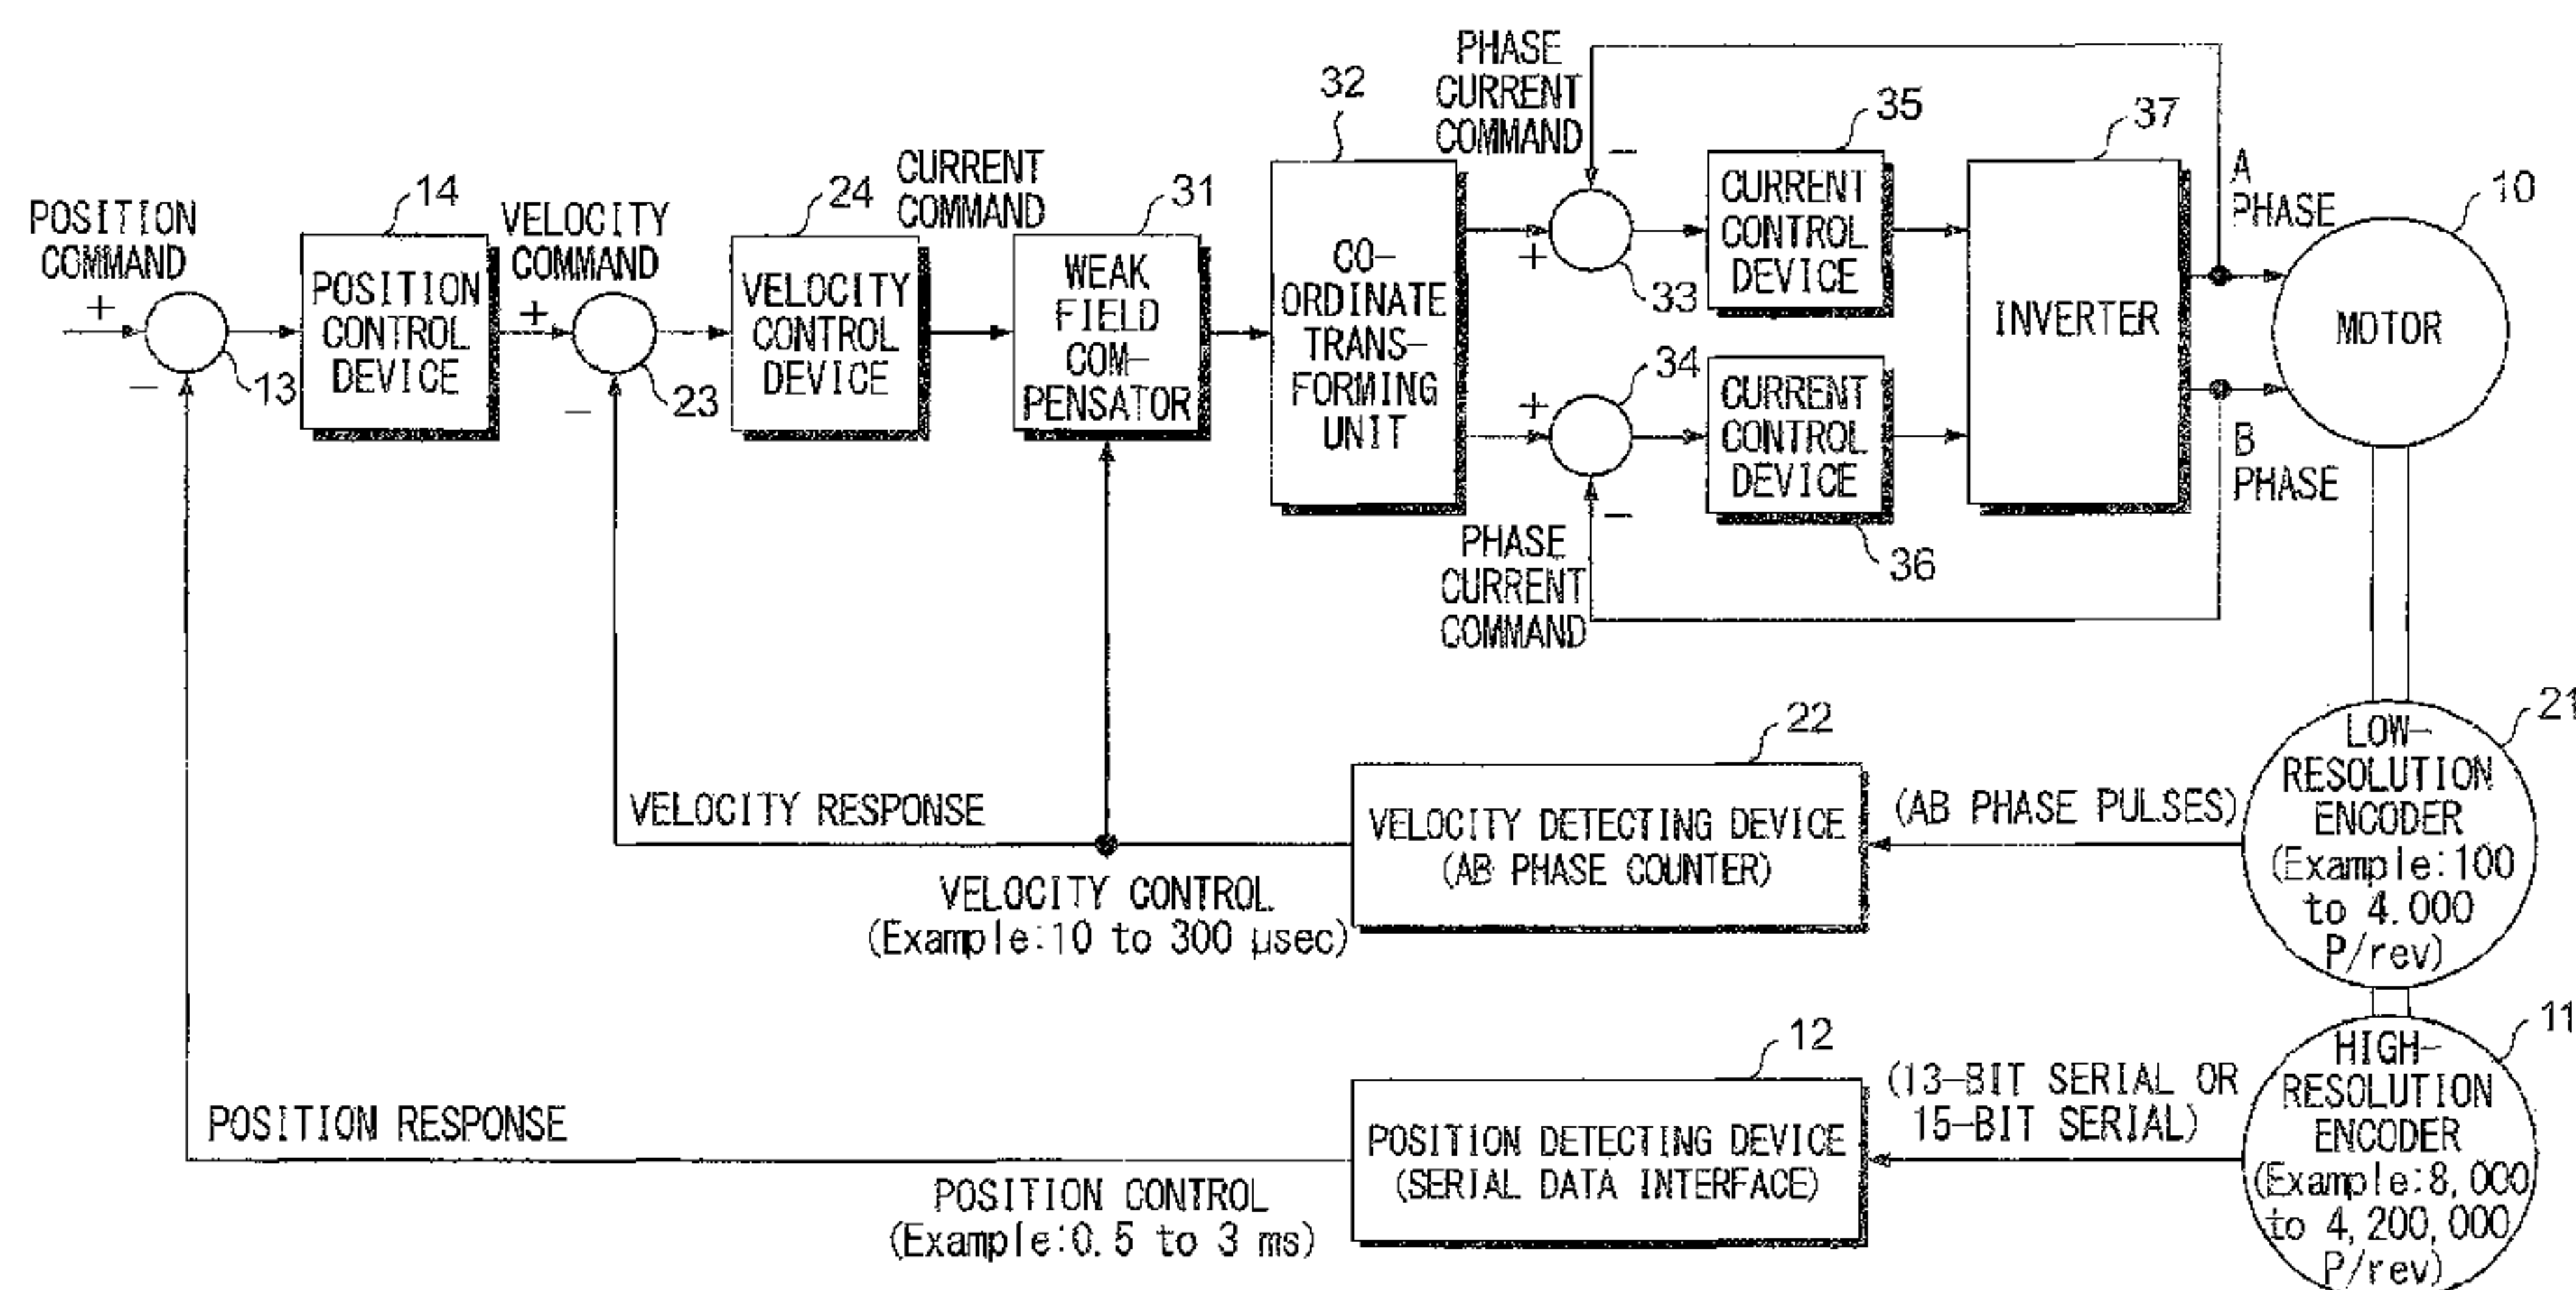 POSITION
COMMAND
+
−
13
14
POSITION
CONTROL
DEVICE
VELOCITY
COMMAND
+
−
23
24
VELOCITY
CONTROL
DEVICE
CURRENT
COMMAND
31
WEAK
FIELD
COM-
PENSATOR
32
CO-
ORDINATE
TRANS-
FORMING
UNIT
PHASE
CURRENT
COMMAND
−
+
33
35
CURRENT
CONTROL
DEVICE
+
34
−
CURRENT
CONTROL
DEVICE
36
PHASE
CURRENT
COMMAND
37
INVERTER
A
PHASE
B
PHASE
10
MOTOR
21
LOW-
RESOLUTION
ENCODER
(Example:100
to 4.000
P/rev)
(AB PHASE PULSES)
22
VELOCITY DETECTING DEVICE
(AB PHASE COUNTER)
VELOCITY RESPONSE
VELOCITY CONTROL
(Example:10 to 300 μsec)
11
HIGH-
RESOLUTION
ENCODER
(Example:8,000
to 4,200,000
P/rev)
(13-BIT SERIAL OR
15-BIT SERIAL)
12
POSITION DETECTING DEVICE
(SERIAL DATA INTERFACE)
POSITION RESPONSE
POSITION CONTROL
(Example:0.5 to 3 ms)